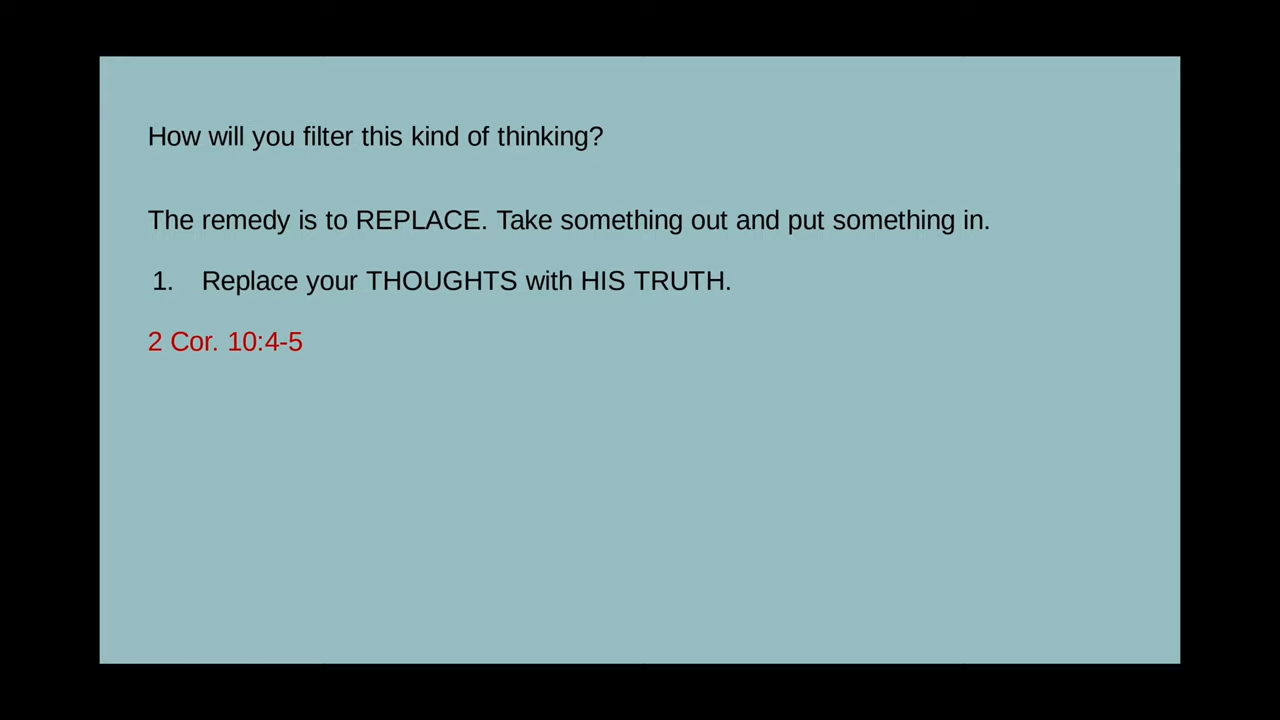 How will you filter this kind of thinking?
The remedy is to REPLACE. Take something out and put something in.
1. Replace your THOUGHTS with HIS TRUTH.
2 Cor. 10:4-5